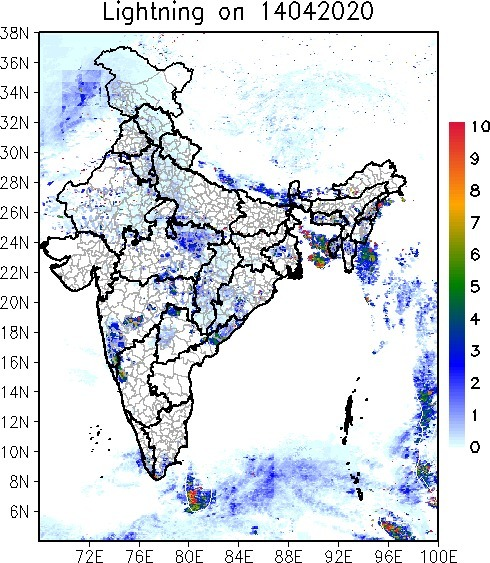 Lightning on 14042020
38N
36N
34N
32N
30N
28N
26N
24N
22N
20N
18N
16N
14N
12N
10N
8N
6N
72E 76E 80E 84E 88E 92E 96E 100E
10
9
8
7
6
5
4
3
2
1
0